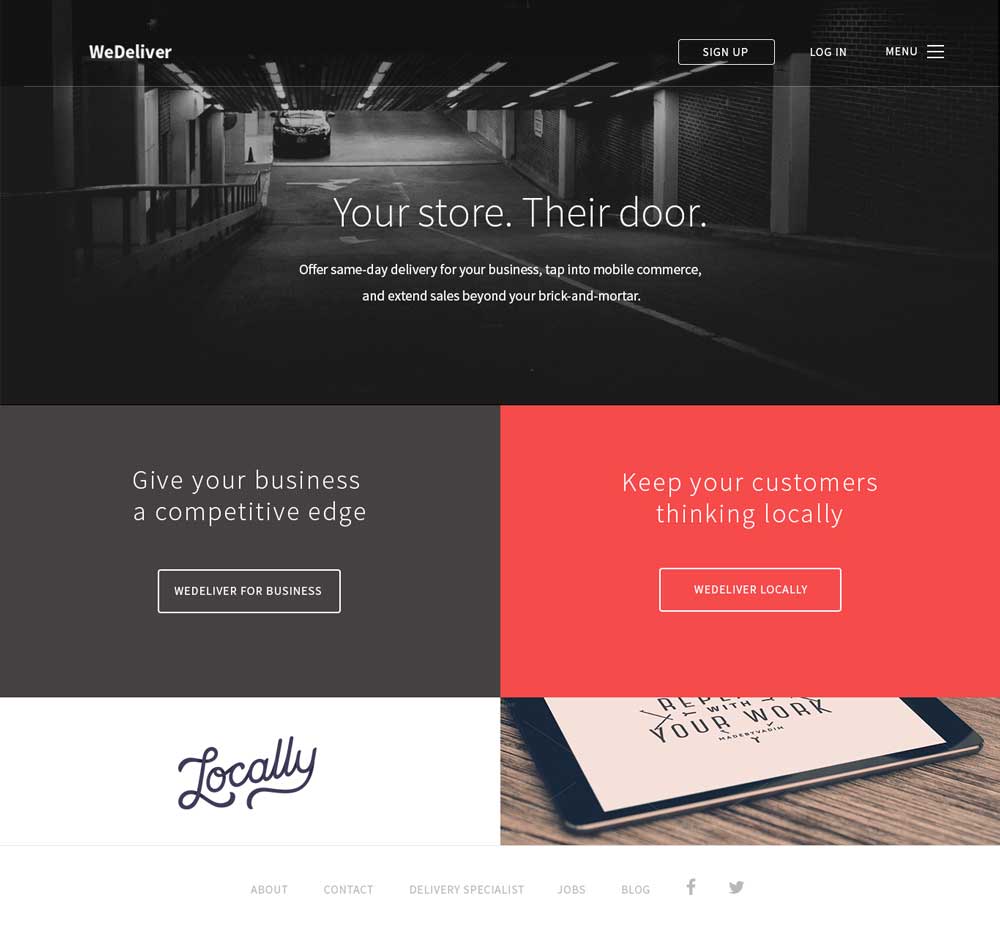 WeDeliver
SIGN UP
LOG IN
MENU
Your store. Their door.
Offer same-day delivery for your business, tap into mobile commerce,
and extend sales beyond your brick-and-mortar.
Give your business
a competitive edge
WEDELIVER FOR BUSINESS
Keep your customers
thinking locally
WEDELIVER LOCALLY
Locally
WITH
YOUR WORK
MADEBYVADIM
ABOUT
CONTACT
DELIVERY SPECIALIST
JOBS
BLOG